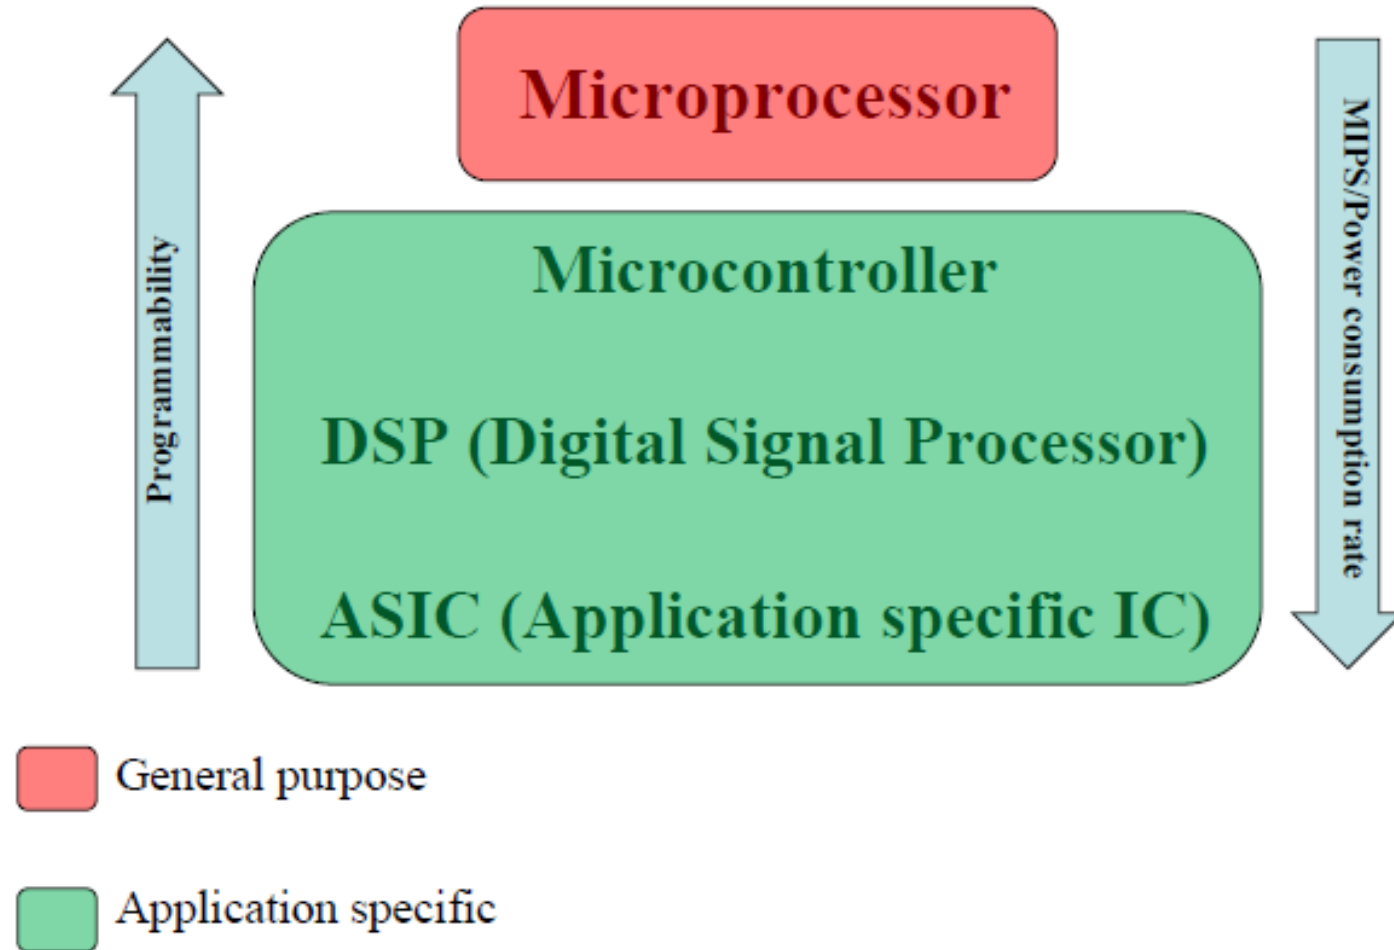 Microprocessor
Microcontroller
DSP (Digital Signal Processor)
ASIC (Application specific IC)
Programmability
MIPS/Power consumption rate
General purpose
Application specific